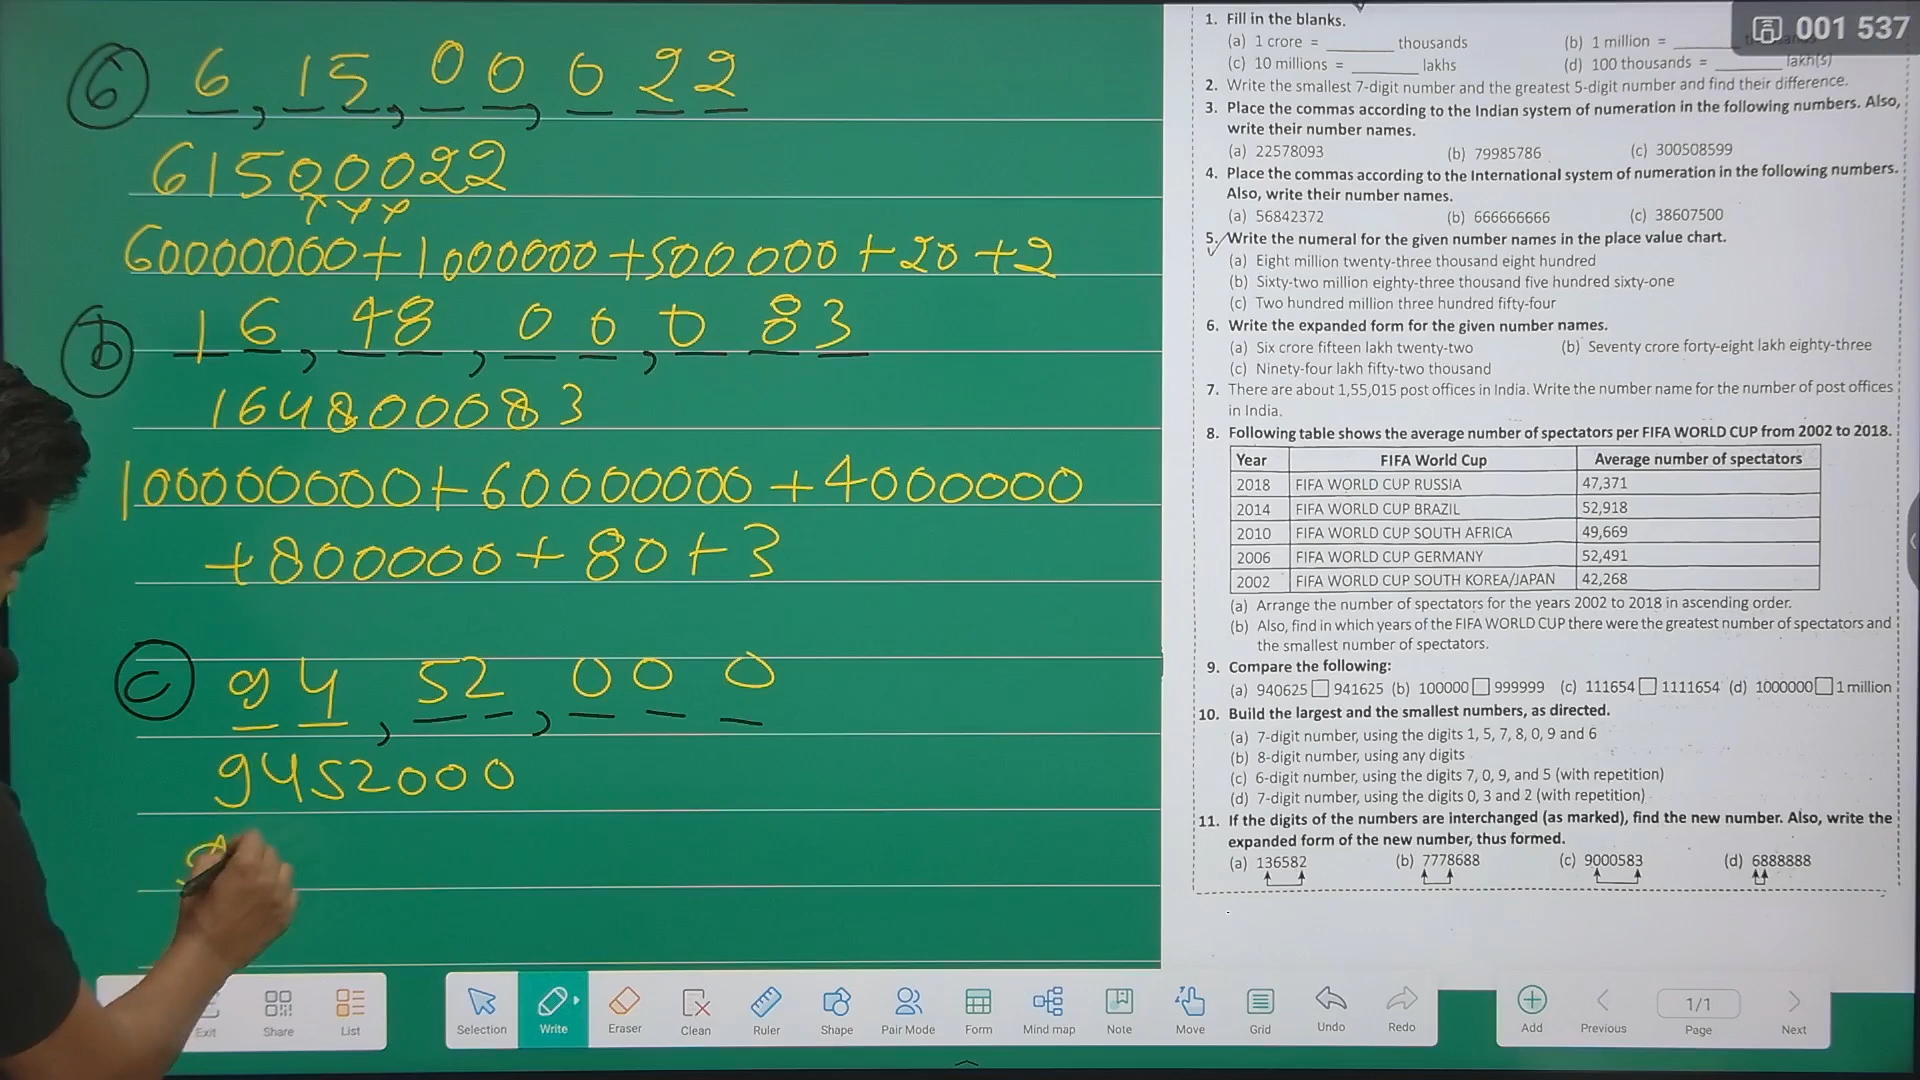 6 6, 15, 00, 022
61500022
60000000+1000000+500000+20+2
b 16, 48, 00, 083
164800083
100000000+60000000+4000000
+800000+80+3
c 94, 52, 000
9452000
1. Fill in the blanks.
(a) 1 crore = ________ thousands (b) 1 million = ________
(c) 10 millions = ________ lakhs (d) 100 thousands = ________ lakh(s)
2. Write the smallest 7-digit number and the greatest 5-digit number and find their difference.
3. Place the commas according to the Indian system of numeration in the following numbers. Also,
write their number names.
(a) 22578093 (b) 79985786 (c) 300508599
4. Place the commas according to the International system of numeration in the following numbers.
Also, write their number names.
(a) 56842372 (b) 666666666 (c) 38607500
5. Write the numeral for the given number names in the place value chart.
(a) Eight million twenty-three thousand eight hundred
(b) Sixty-two million eighty-three thousand five hundred sixty-one
(c) Two hundred million three hundred fifty-four
6. Write the expanded form for the given number names.
(a) Six crore fifteen lakh twenty-two (b) Seventy crore forty-eight lakh eighty-three
(c) Ninety-four lakh fifty-two thousand
7. There are about 1,55,015 post offices in India. Write the number name for the number of post offices
in India.
8. Following table shows the average number of spectators per FIFA WORLD CUP from 2002 to 2018.
Year FIFA World Cup Average number of spectators
2018 FIFA WORLD CUP RUSSIA 47,371
2014 FIFA WORLD CUP BRAZIL 52,918
2010 FIFA WORLD CUP SOUTH AFRICA 49,669
2006 FIFA WORLD CUP GERMANY 52,491
2002 FIFA WORLD CUP SOUTH KOREA/JAPAN 42,268
(a) Arrange the number of spectators for the years 2002 to 2018 in ascending order.
(b) Also, find in which years of the FIFA WORLD CUP there were the greatest number of spectators and
the smallest number of spectators.
9. Compare the following:
(a) 940625 □ 941625 (b) 100000 □ 999999 (c) 111654 □ 1111654 (d) 1000000 □ 1 million
10. Build the largest and the smallest numbers, as directed.
(a) 7-digit number, using the digits 1, 5, 7, 8, 0, 9 and 6
(b) 8-digit number, using any digits
(c) 6-digit number, using the digits 7, 0, 9, and 5 (with repetition)
(d) 7-digit number, using the digits 0, 3 and 2 (with repetition)
11. If the digits of the numbers are interchanged (as marked), find the new number. Also, write the
expanded form of the new number, thus formed.
(a) 136582 (b) 7778688 (c) 9000583 (d) 6888888
001 537
Exit Share List Selection Write Eraser Clean Ruler Shape Pair Mode Form Mind map Note Move Grid Undo Redo Add Previous 1/1 Page Next